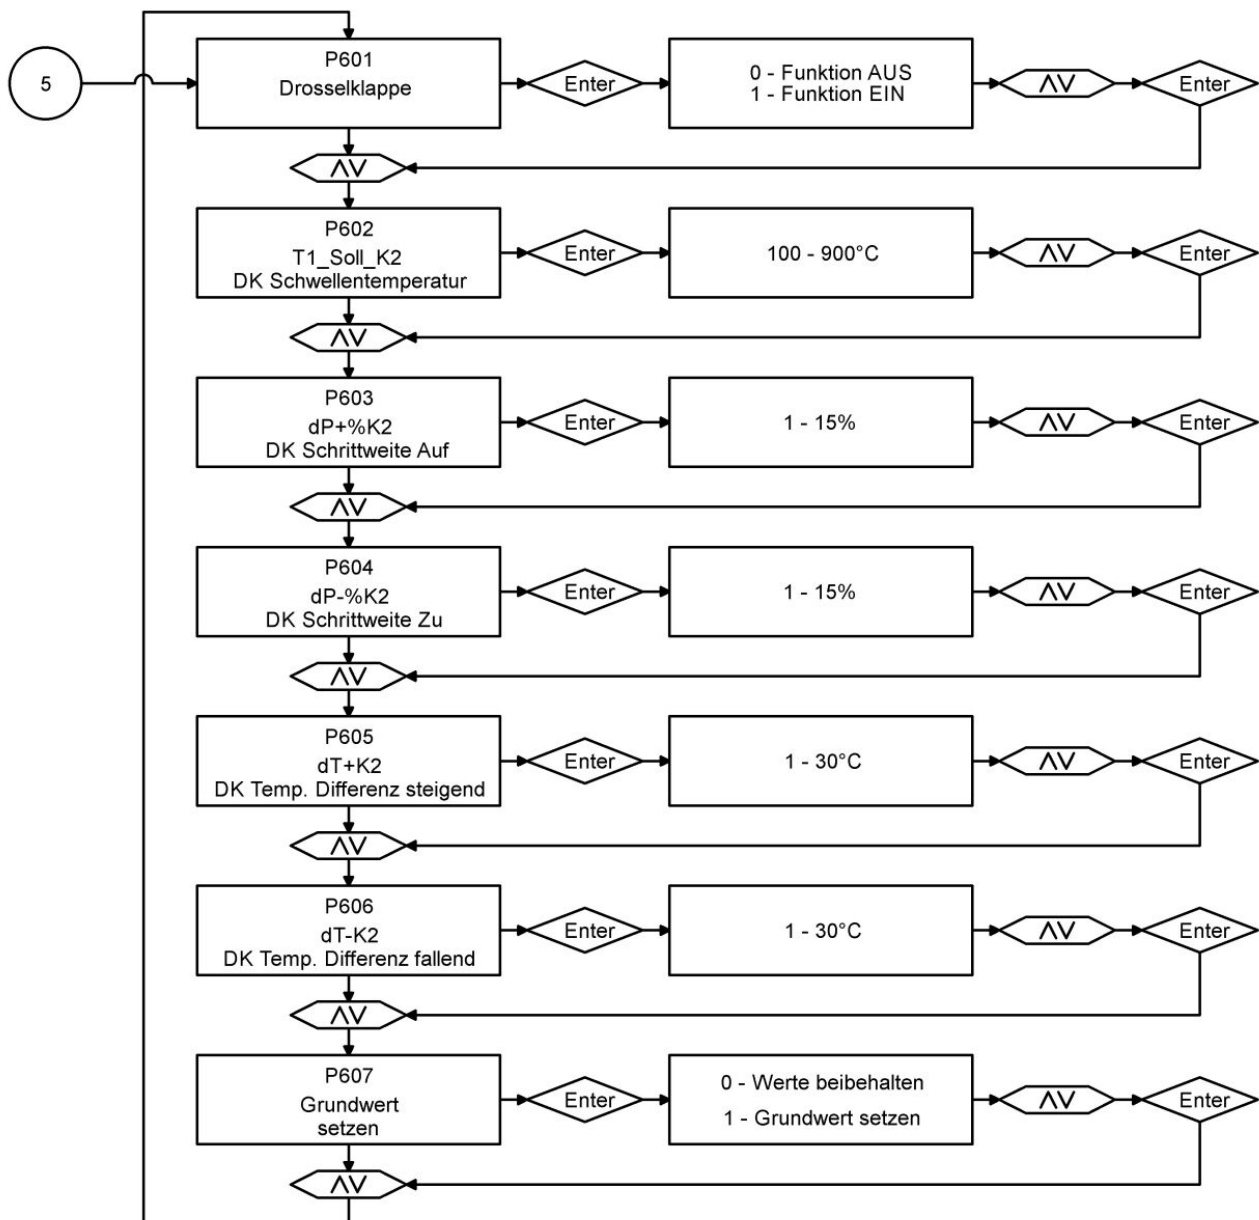 5
P601
Drosselklappe
Enter
0 - Funktion AUS
1 - Funktion EIN
ΛV
Enter
ΛV
P602
T1_Soll_K2
DK Schwellentemperatur
Enter
100 - 900°C
ΛV
Enter
ΛV
P603
dP+%K2
DK Schrittweite Auf
Enter
1 - 15%
ΛV
Enter
ΛV
P604
dP-%K2
DK Schrittweite Zu
Enter
1 - 15%
ΛV
Enter
ΛV
P605
dT+K2
DK Temp. Differenz steigend
Enter
1 - 30°C
ΛV
Enter
ΛV
P606
dT-K2
DK Temp. Differenz fallend
Enter
1 - 30°C
ΛV
Enter
ΛV
P607
Grundwert
setzen
Enter
0 - Werte beibehalten
1 - Grundwert setzen
ΛV
Enter
ΛV